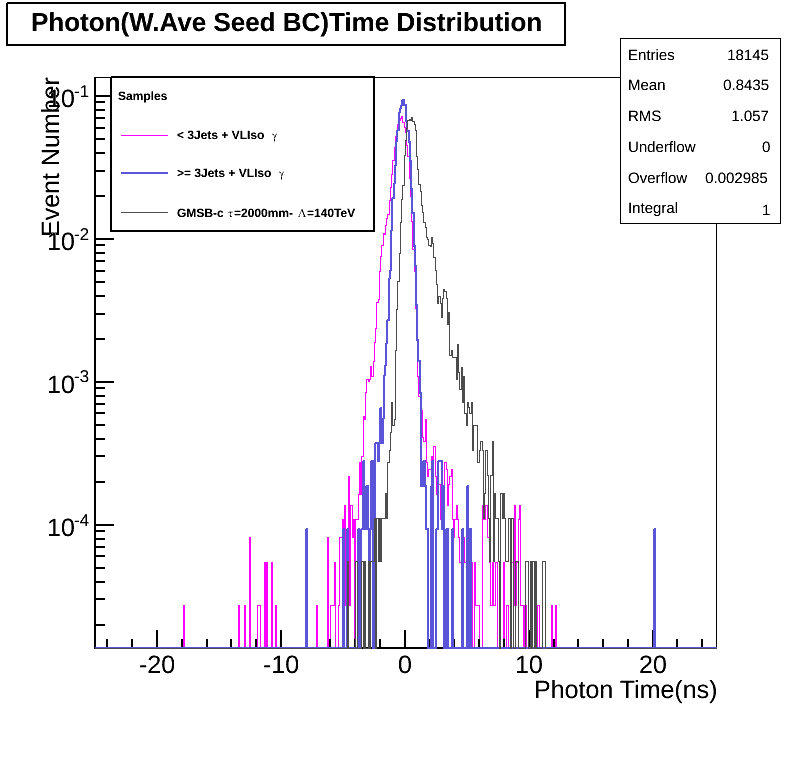 Photon(W.Ave Seed BC)Time Distribution
Entries 18145
Mean 0.8435
RMS 1.057
Underflow 0
Overflow 0.002985
Integral 1
Samples
< 3Jets + VLIso γ
>= 3Jets + VLIso γ
GMSB-c τ=2000mm- Λ=140TeV
Event Number
10-1
10-2
10-3
10-4
-20 -10 0 10 20
Photon Time(ns)